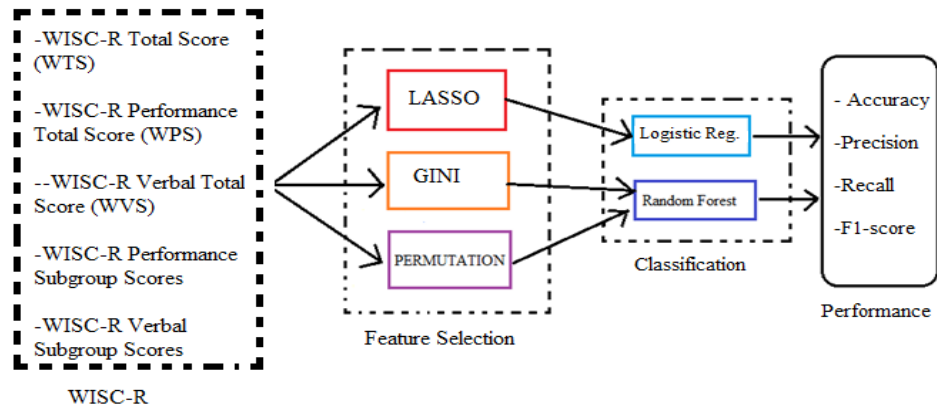 -WISC-R Total Score
(WTS)
-WISC-R Performance
Total Score (WPS)
--WISC-R Verbal Total
Score (WVS)
-WISC-R Performance
Subgroup Scores
-WISC-R Verbal
Subgroup Scores
WISC-R
LASSO
GINI
PERMUTATION
Feature Selection
Logistic Reg.
Random Forest
Classification
- Accuracy
-Precision
-Recall
-F1-score
Performance